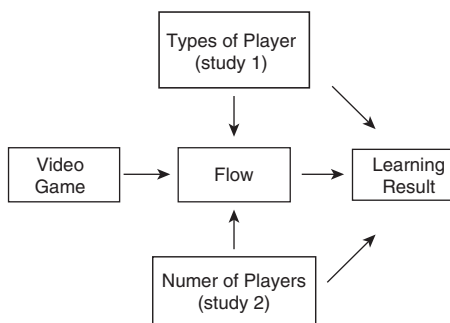 Types of Player
(study 1)
Video
Game
Flow
Learning
Result
Numer of Players
(study 2)